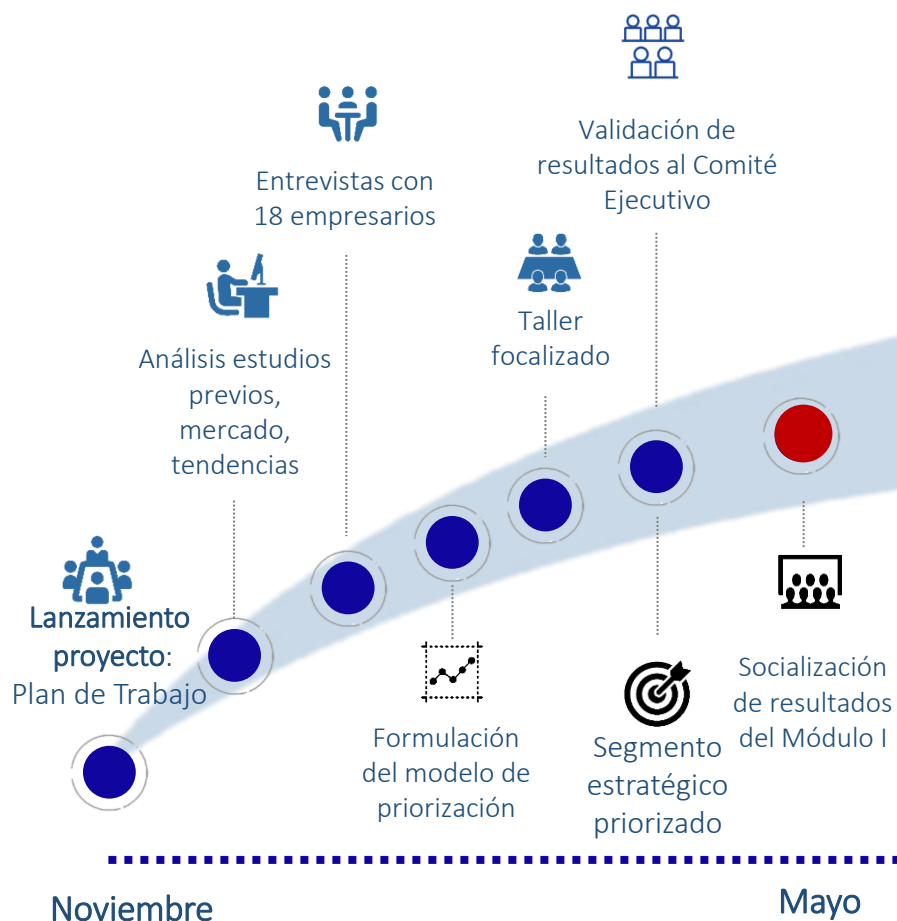 Validación de
resultados al Comité
Ejecutivo
Entrevistas con
18 empresarios
Taller
focalizado
Análisis estudios
previos,
mercado,
tendencias
Lanzamiento
proyecto:
Plan de Trabajo
Formulación
del modelo de
priorización
Segmento
estratégico
priorizado
Socialización
de resultados
del Módulo I
Noviembre
Mayo